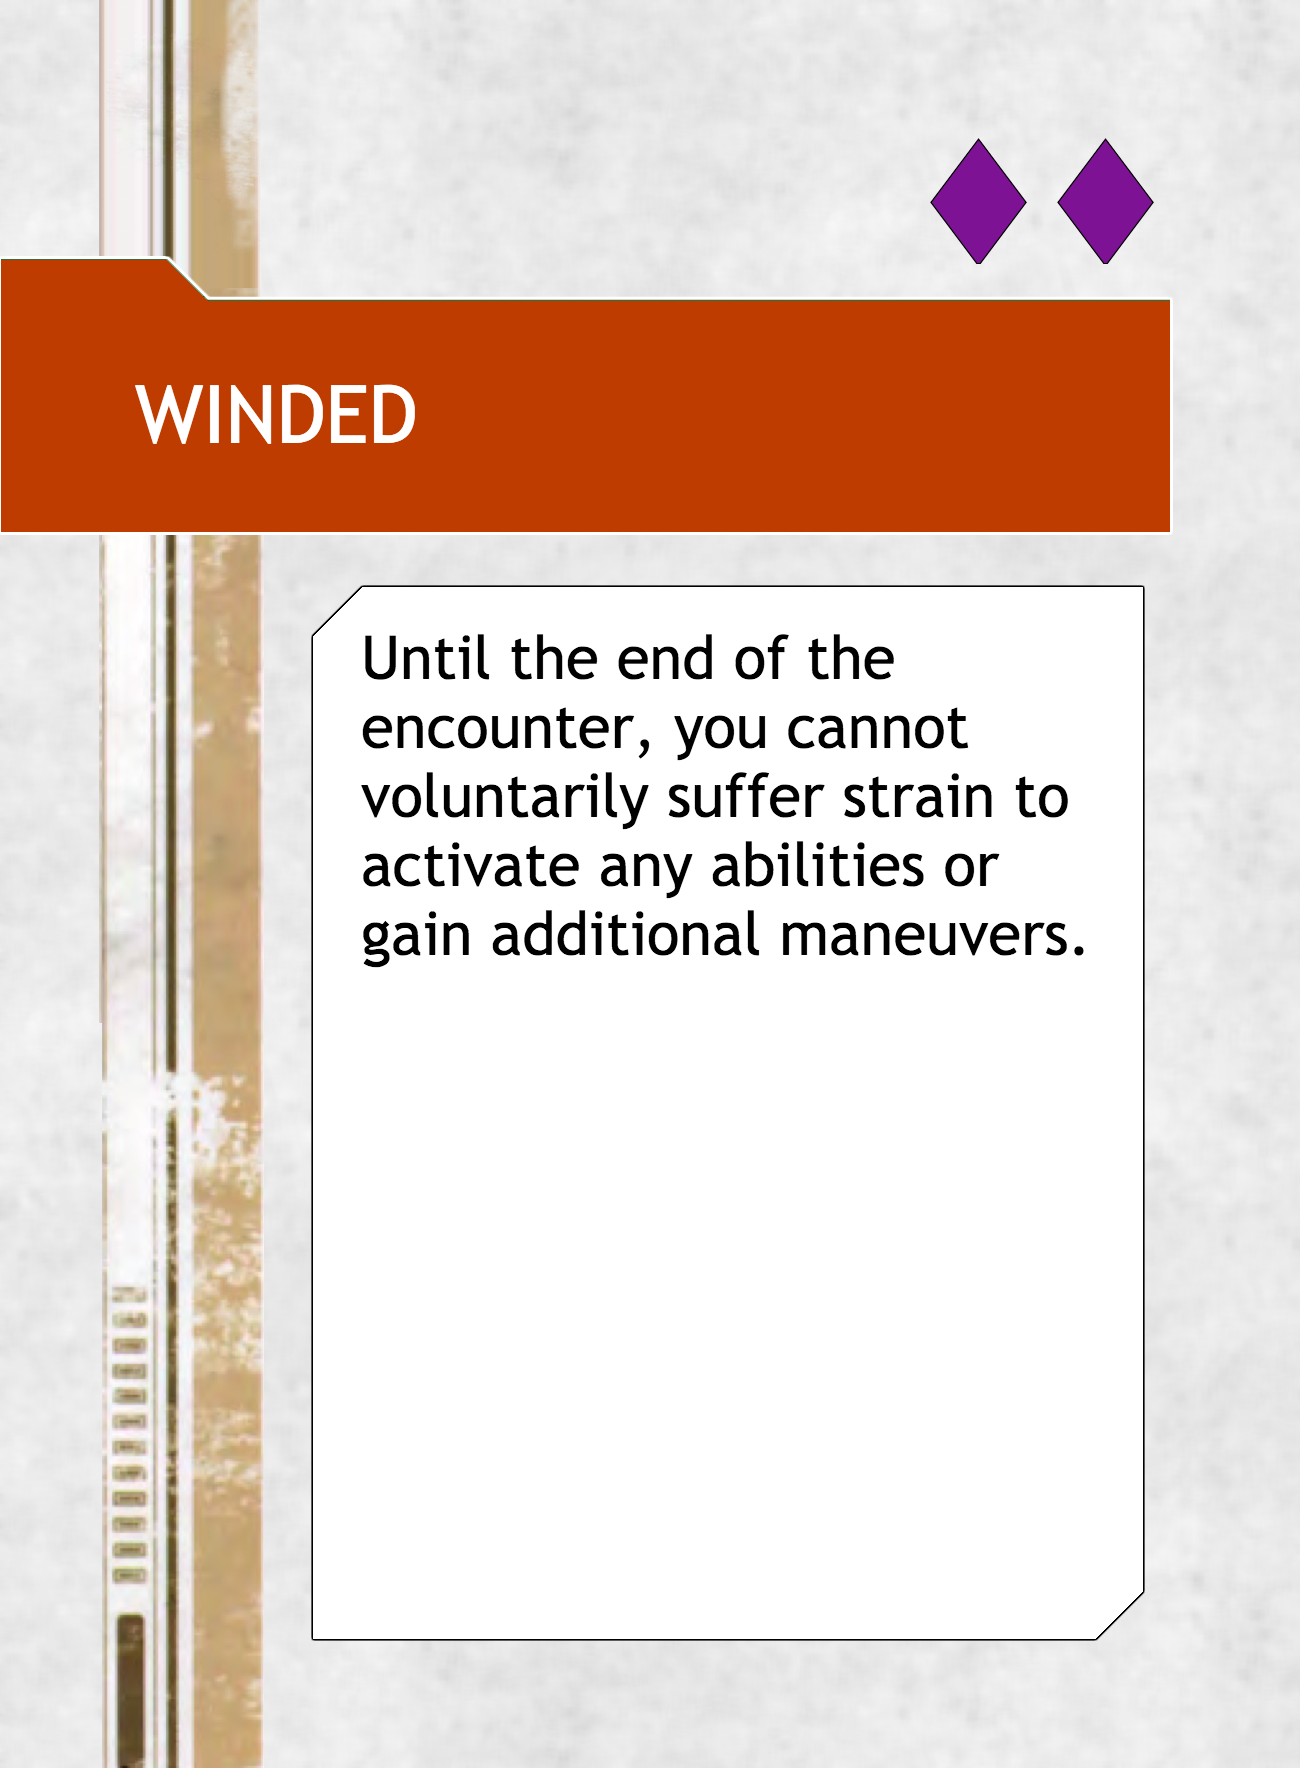 WINDED
Until the end of the
encounter, you cannot
voluntarily suffer strain to
activate any abilities or
gain additional maneuvers.